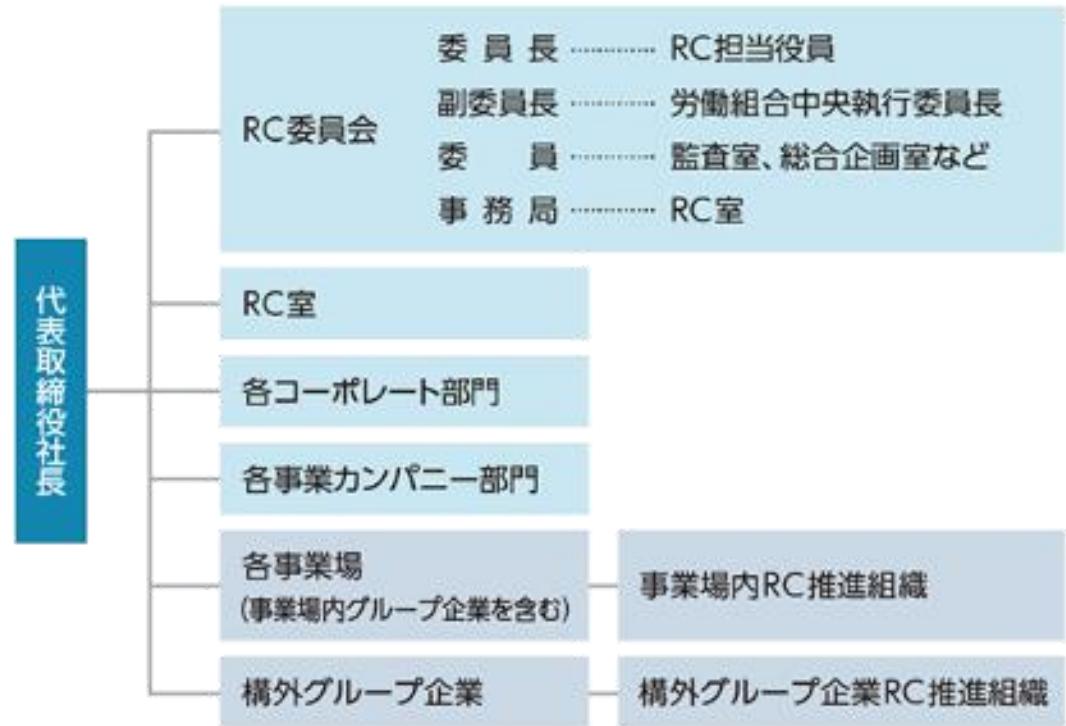 代表取締役社長
RC委員会
委員長 ………… RC担当役員
副委員長 ………… 労働組合中央執行委員長
委　員 ………… 監査室、総合企画室など
事務局 ………… RC室
RC室
各コーポレート部門
各事業カンパニー部門
各事業場
(事業場内グループ企業を含む)
事業場内RC推進組織
構外グループ企業
構外グループ企業RC推進組織